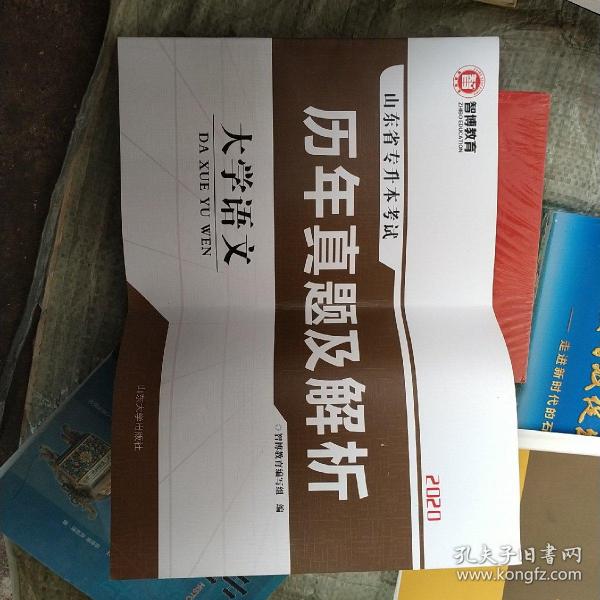 智博教育
ZHIBO EDUCATION
山东省专升本考试
历年真题及解析
2020
大学语文
DA XUE YU WEN
◎智博教育编写组 编
山东大学出版社
走进新时代的石
孔夫子旧书网
www.kongfz.com